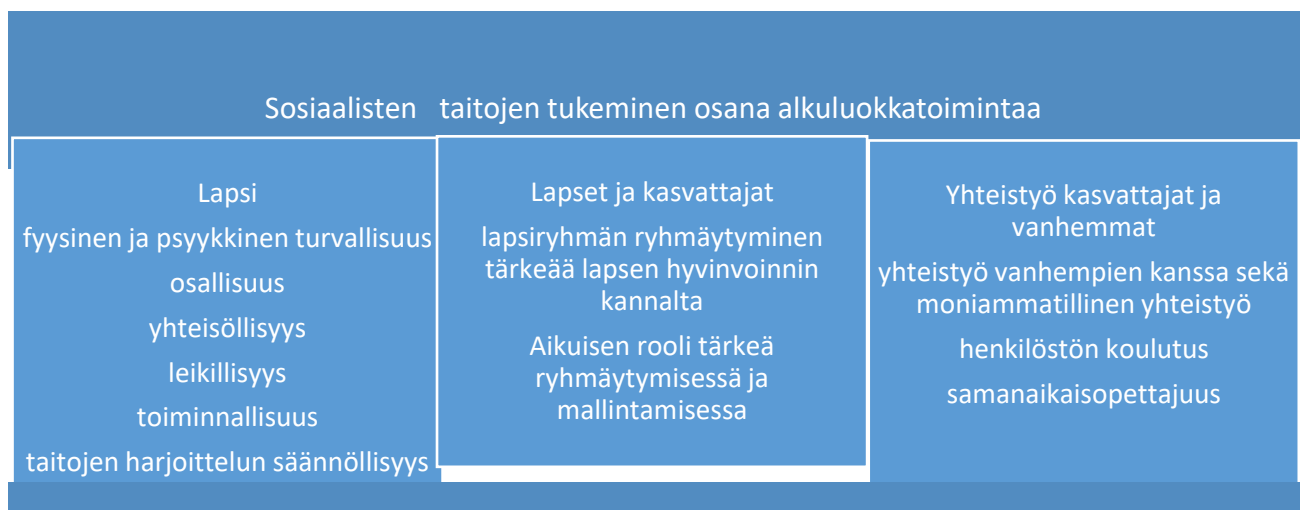 Sosiaalisten taitojen tukeminen osana alkuluokkatoimintaa
Lapsi
fyysinen ja psyykkinen turvallisuus
osallisuus
yhteisöllisyys
leikillisyys
toiminnallisuus
taitojen harjoittelun säännöllisyys
Lapset ja kasvattajat
lapsiryhmän ryhmäytyminen
tärkeää lapsen hyvinvoinnin
kannalta
Aikuisen rooli tärkeä
ryhmäytymisessä ja
mallintamisessa
Yhteistyö kasvattajat ja
vanhemmat
yhteistyö vanhempien kanssa sekä
moniammatillinen yhteistyö
henkilöstön koulutus
samanaikaisopettajuus